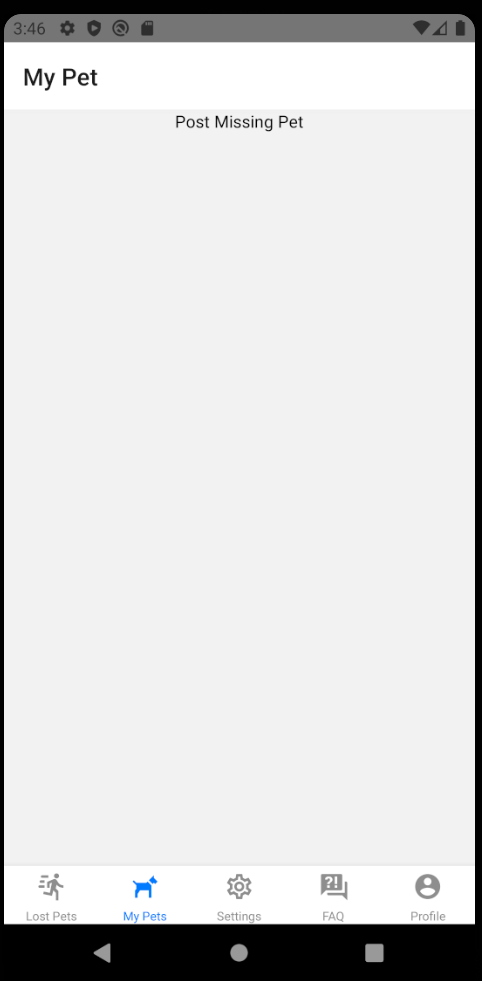 3:46
My Pet
Post Missing Pet
?!
Lost Pets
My Pets
Settings
FAQ
Profile